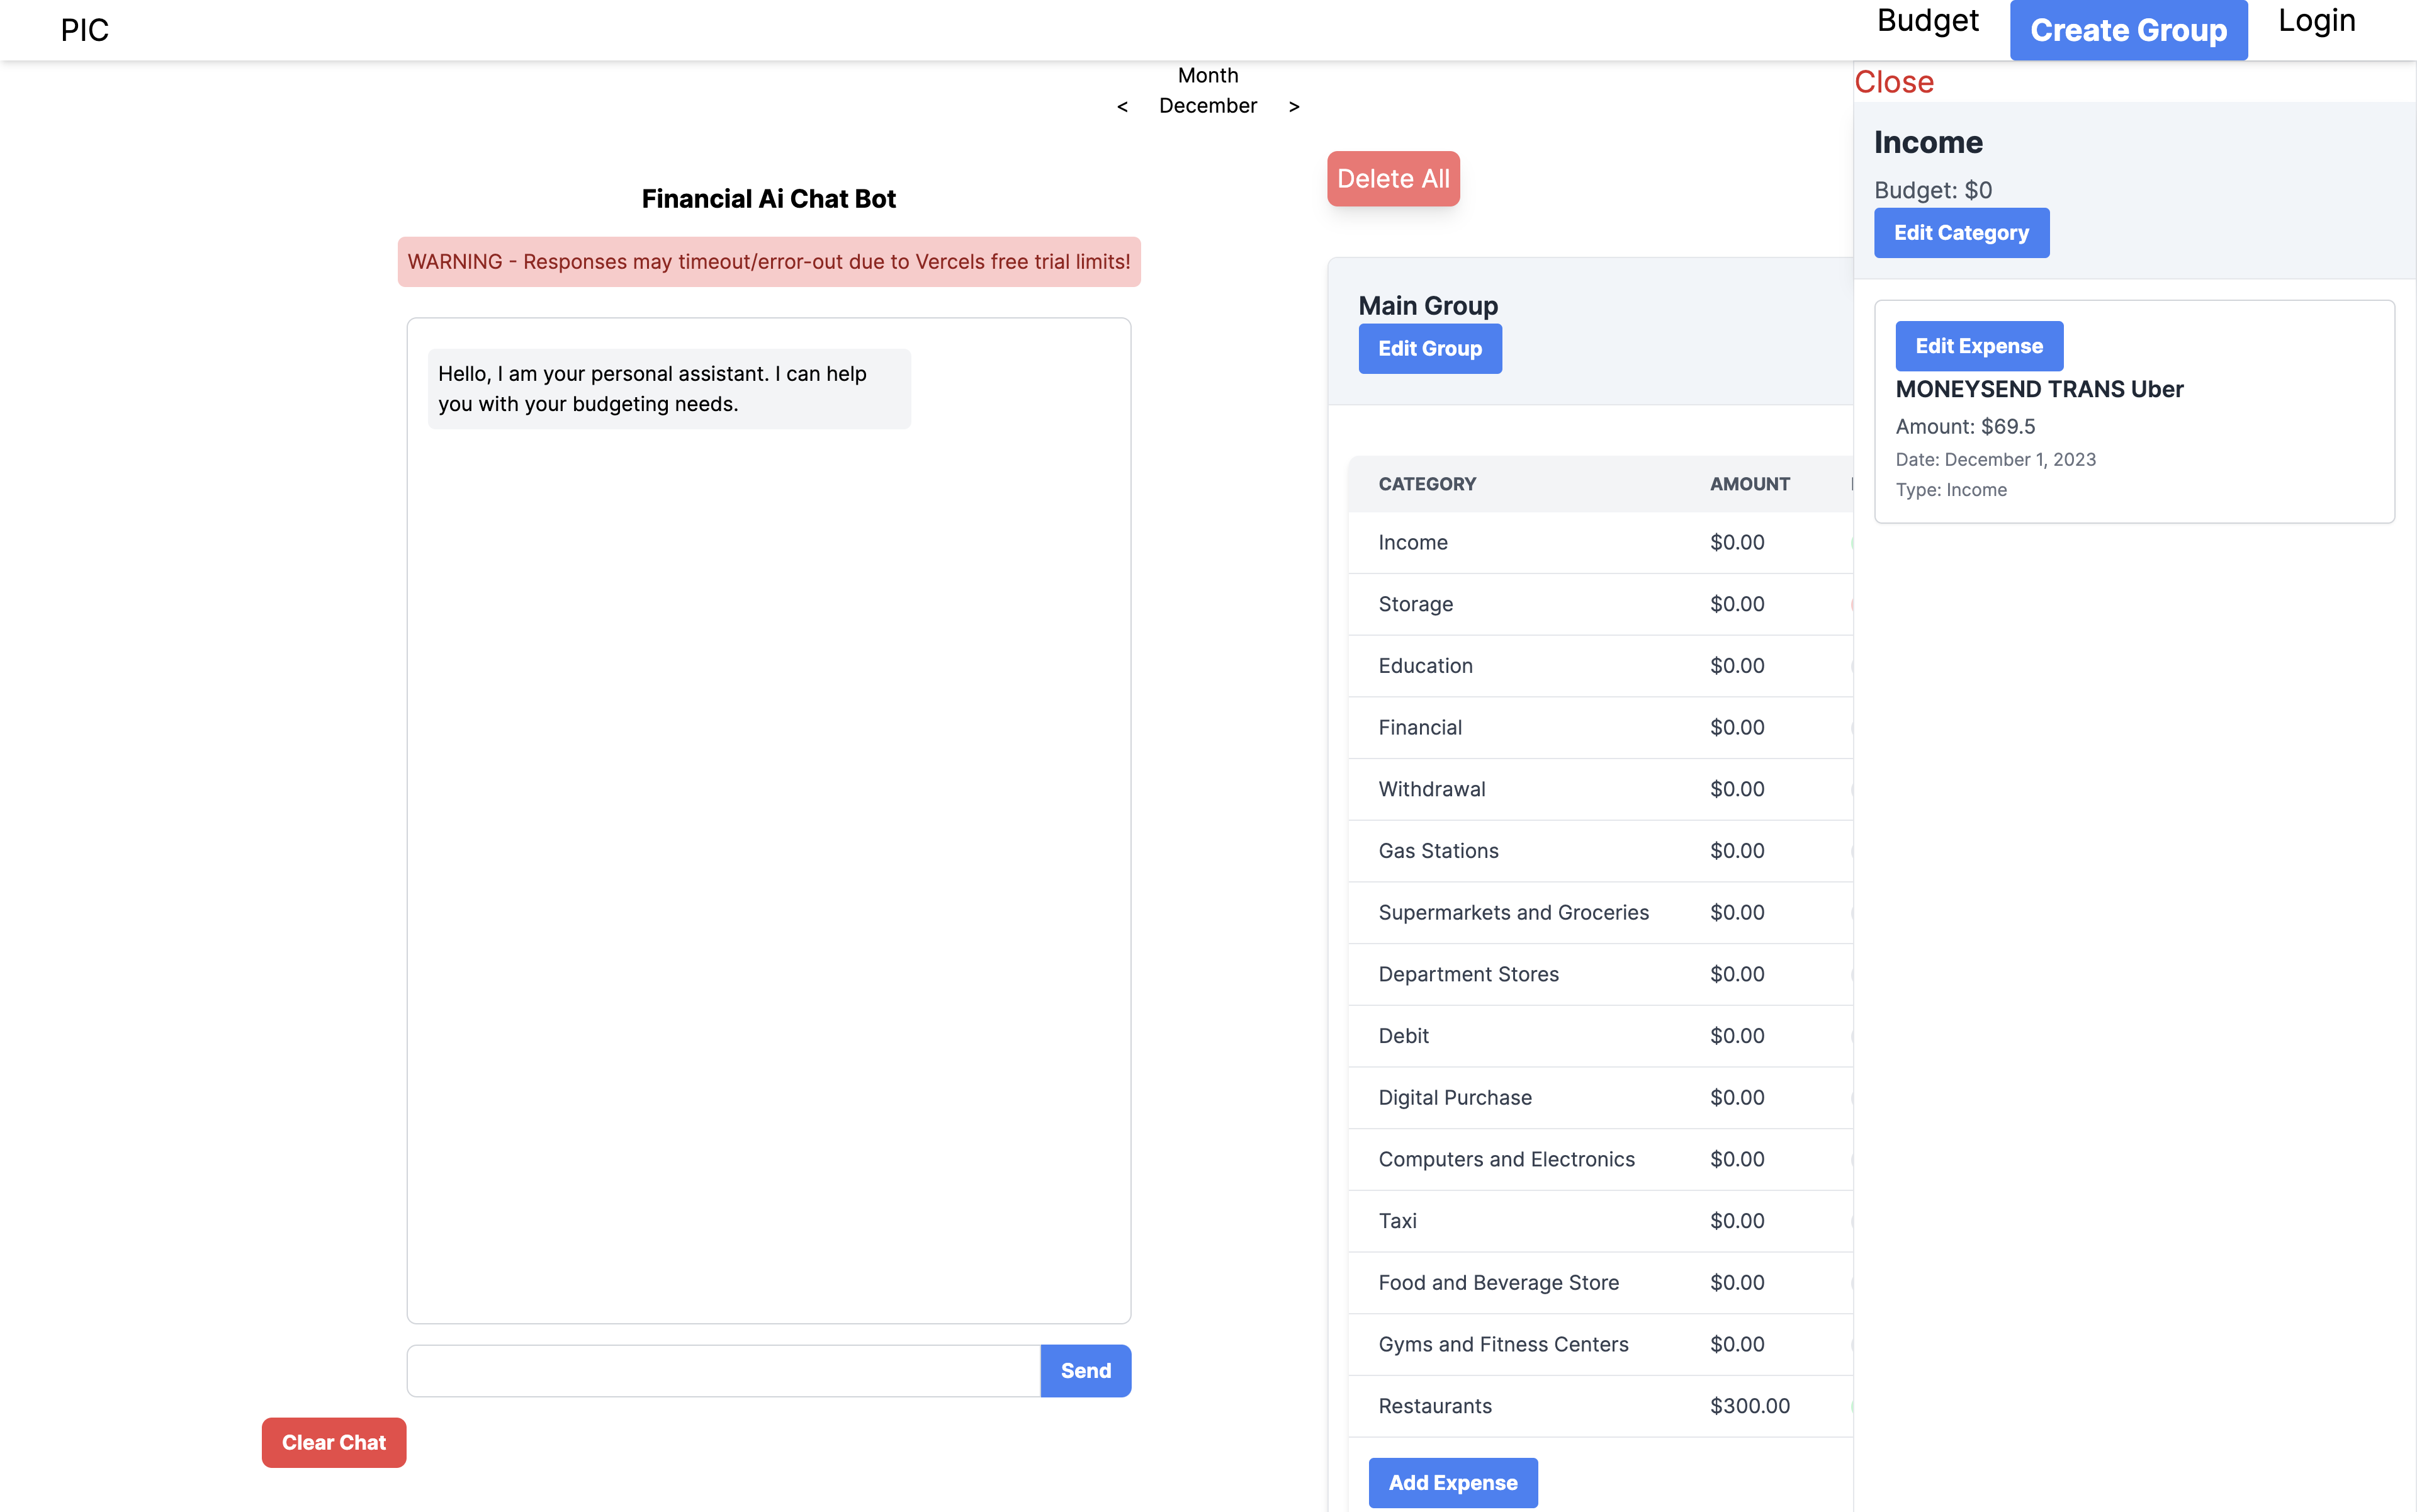 PIC
Budget
Create Group
Login
Month
< December >
Financial Ai Chat Bot
WARNING - Responses may timeout/error-out due to Vercels free trial limits!
Hello, I am your personal assistant. I can help
you with your budgeting needs.
Send
Clear Chat
Delete All
Main Group
Edit Group
CATEGORY AMOUNT
Income $0.00
Storage $0.00
Education $0.00
Financial $0.00
Withdrawal $0.00
Gas Stations $0.00
Supermarkets and Groceries $0.00
Department Stores $0.00
Debit $0.00
Digital Purchase $0.00
Computers and Electronics $0.00
Taxi $0.00
Food and Beverage Store $0.00
Gyms and Fitness Centers $0.00
Restaurants $300.00
Add Expense
Close
Income
Budget: $0
Edit Category
Edit Expense
MONEYSEND TRANS Uber
Amount: $69.5
Date: December 1, 2023
Type: Income